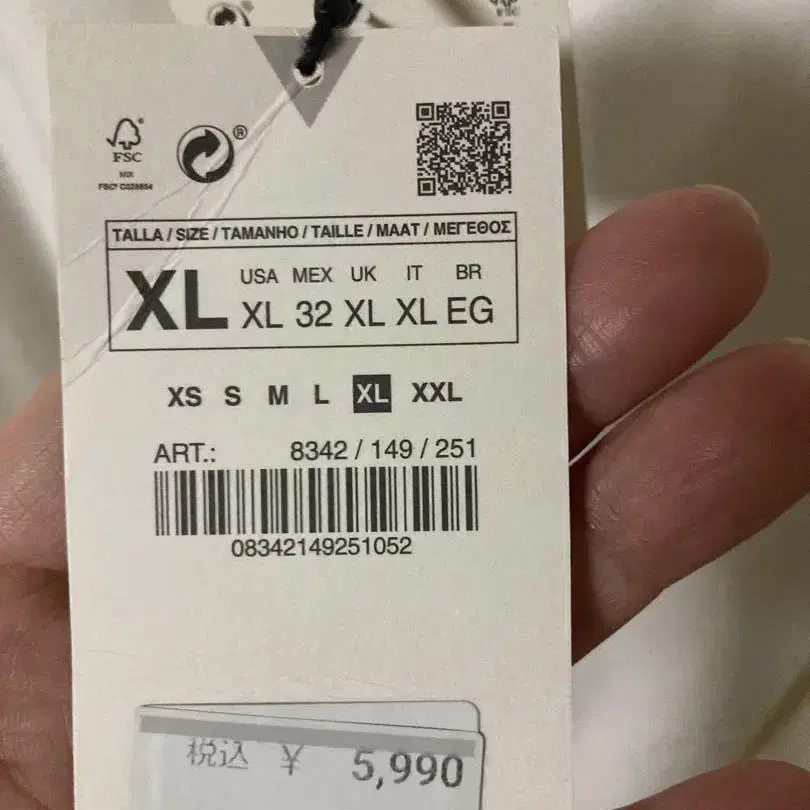 FSC
MIX
®
TALLA / SIZE / TAMANHO / TAILLE / MAAT / ΜΕΓΕΘΟΣ
XL
USA MEX UK IT BR
XL 32 XL XL EG
XS S M L XL XXL
ART.: 8342 / 149 / 251
08342149251052
税込 ¥ 5,990